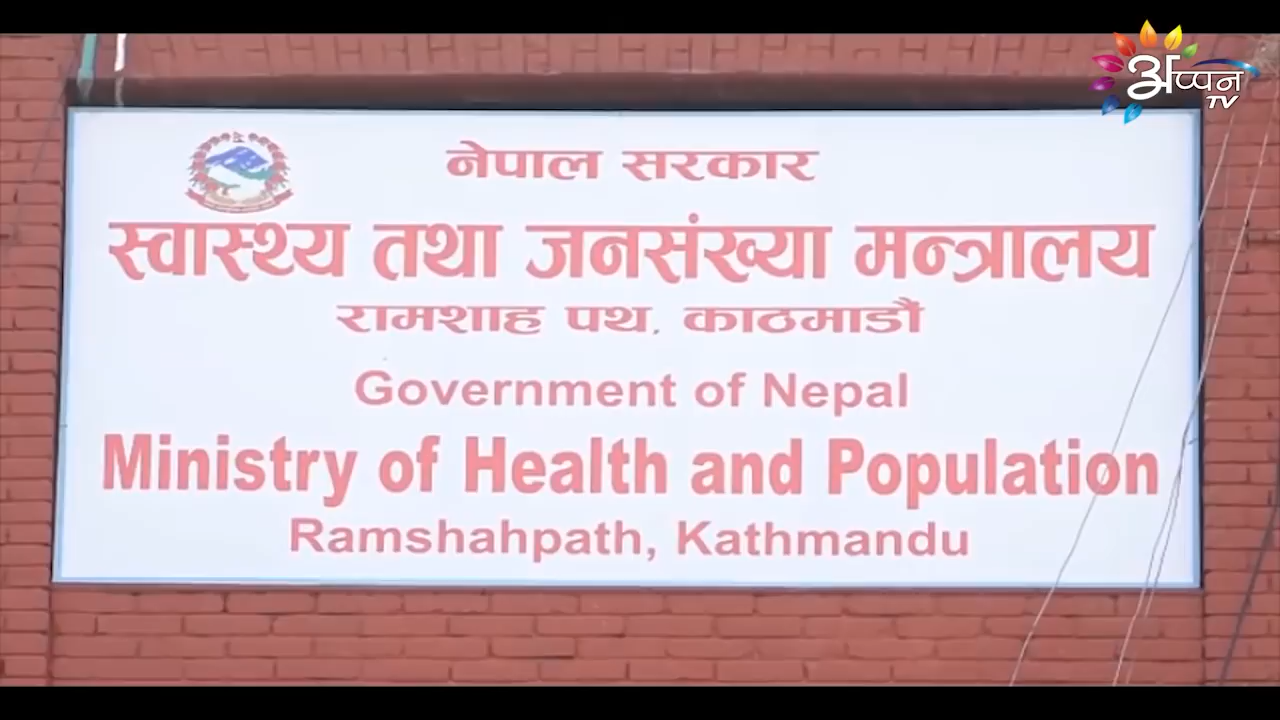 अप्पन
TV
नेपाल सरकार
स्वास्थ्य तथा जनसंख्या मन्त्रालय
रामशाह पथ, काठमाडौं
Government of Nepal
Ministry of Health and Population
Ramshahpath, Kathmandu